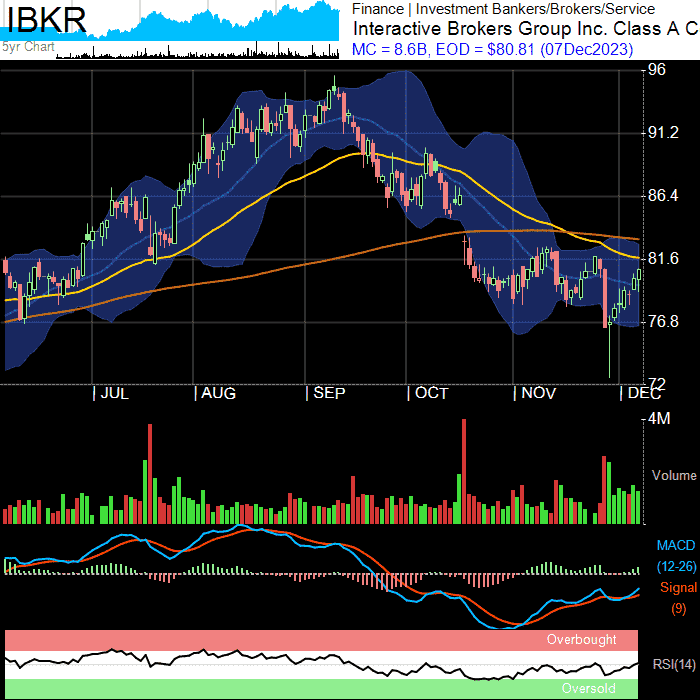 IBKR
5yr Chart
Finance | Investment Bankers/Brokers/Service
Interactive Brokers Group Inc. Class A C
MC = 8.6B, EOD = $80.81 (07Dec2023)
96
91.2
86.4
81.6
76.8
72
| JUL | AUG | SEP | OCT | NOV | DEC
4M
Volume
MACD
(12-26)
Signal
(9)
Overbought
RSI(14)
Oversold